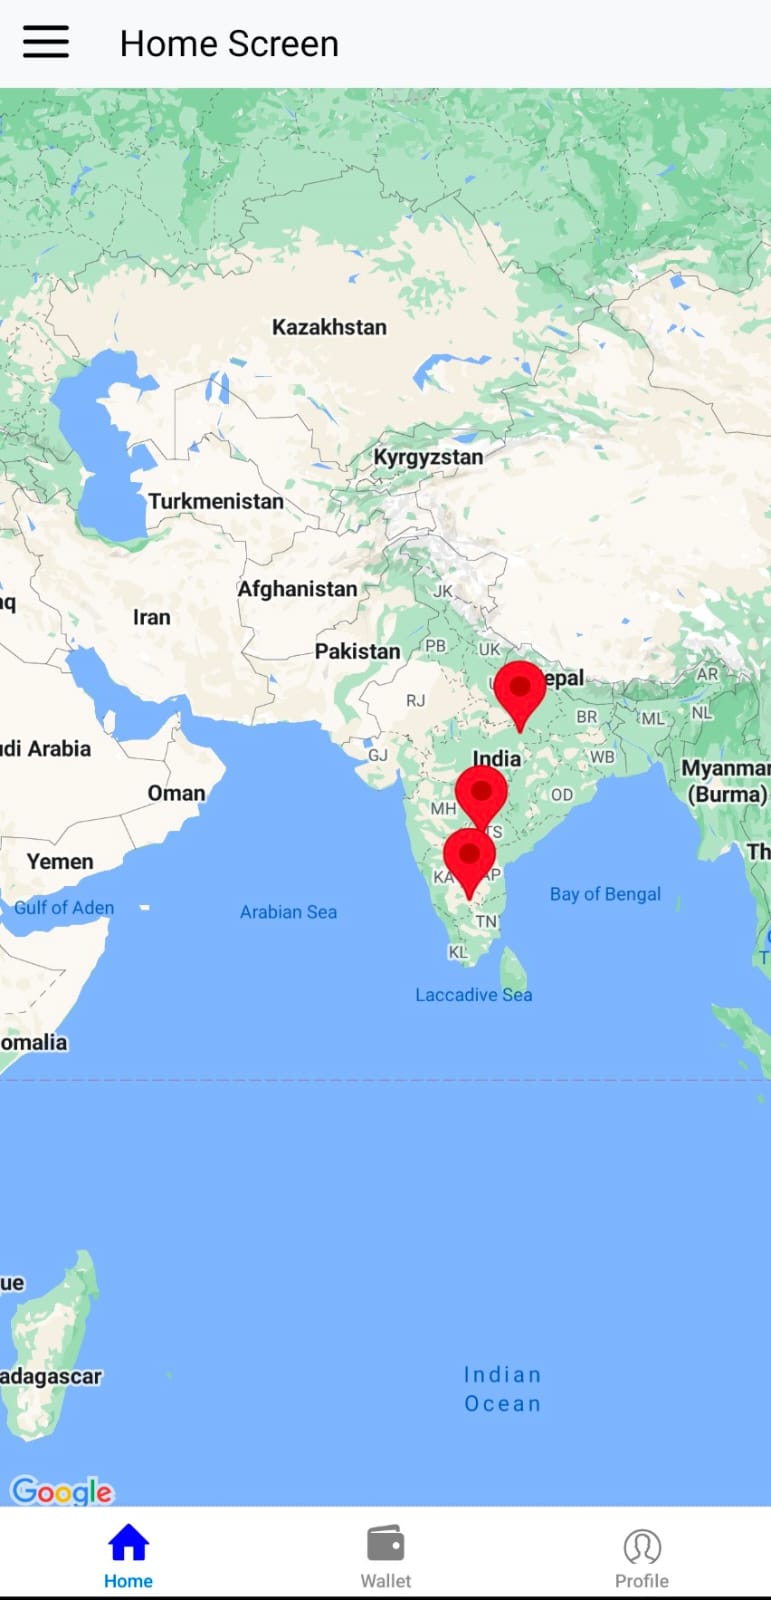 Home Screen
Kazakhstan
Kyrgyzstan
Turkmenistan
Afghanistan
JK
aq
Iran
Pakistan
PB
UK
epal
AR
RJ
BR
ML
NL
di Arabia
GJ
India
WB
Myanmar
(Burma)
Oman
MH
OD
TS
Yemen
Th
KA
AP
Gulf of Aden
Arabian Sea
Bay of Bengal
TN
KL
T
Laccadive Sea
omalia
ue
adagascar
Indian
Ocean
Google
Home
Wallet
Profile